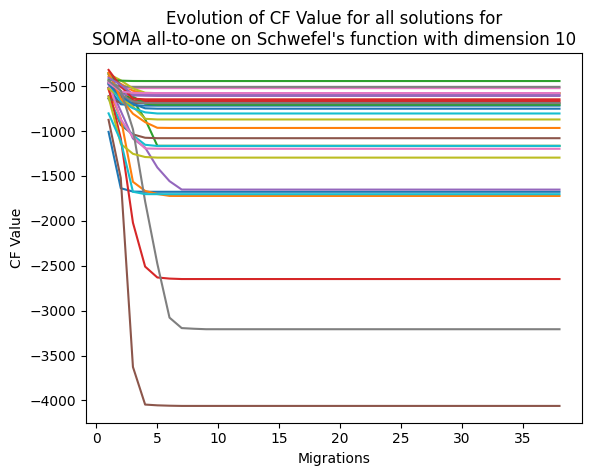 Evolution of CF Value for all solutions for
SOMA all-to-one on Schwefel's function with dimension 10
CF Value
−500
−1000
−1500
−2000
−2500
−3000
−3500
−4000
0 5 10 15 20 25 30 35
Migrations